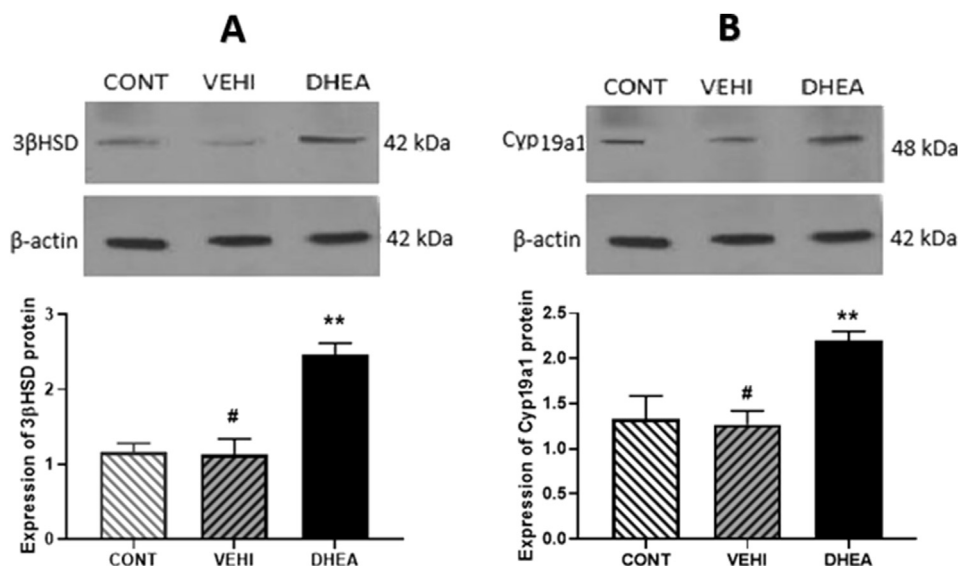 A
CONT VEHI DHEA
3βHSD 42 kDa
β-actin 42 kDa
Expression of 3βHSD protein
3
2
1
0
#
**
CONT VEHI DHEA
B
CONT VEHI DHEA
Cyp19a1 48 kDa
β-actin 42 kDa
Expression of Cyp19a1 protein
2.5
2.0
1.5
1.0
0.5
0.0
#
**
CONT VEHI DHEA